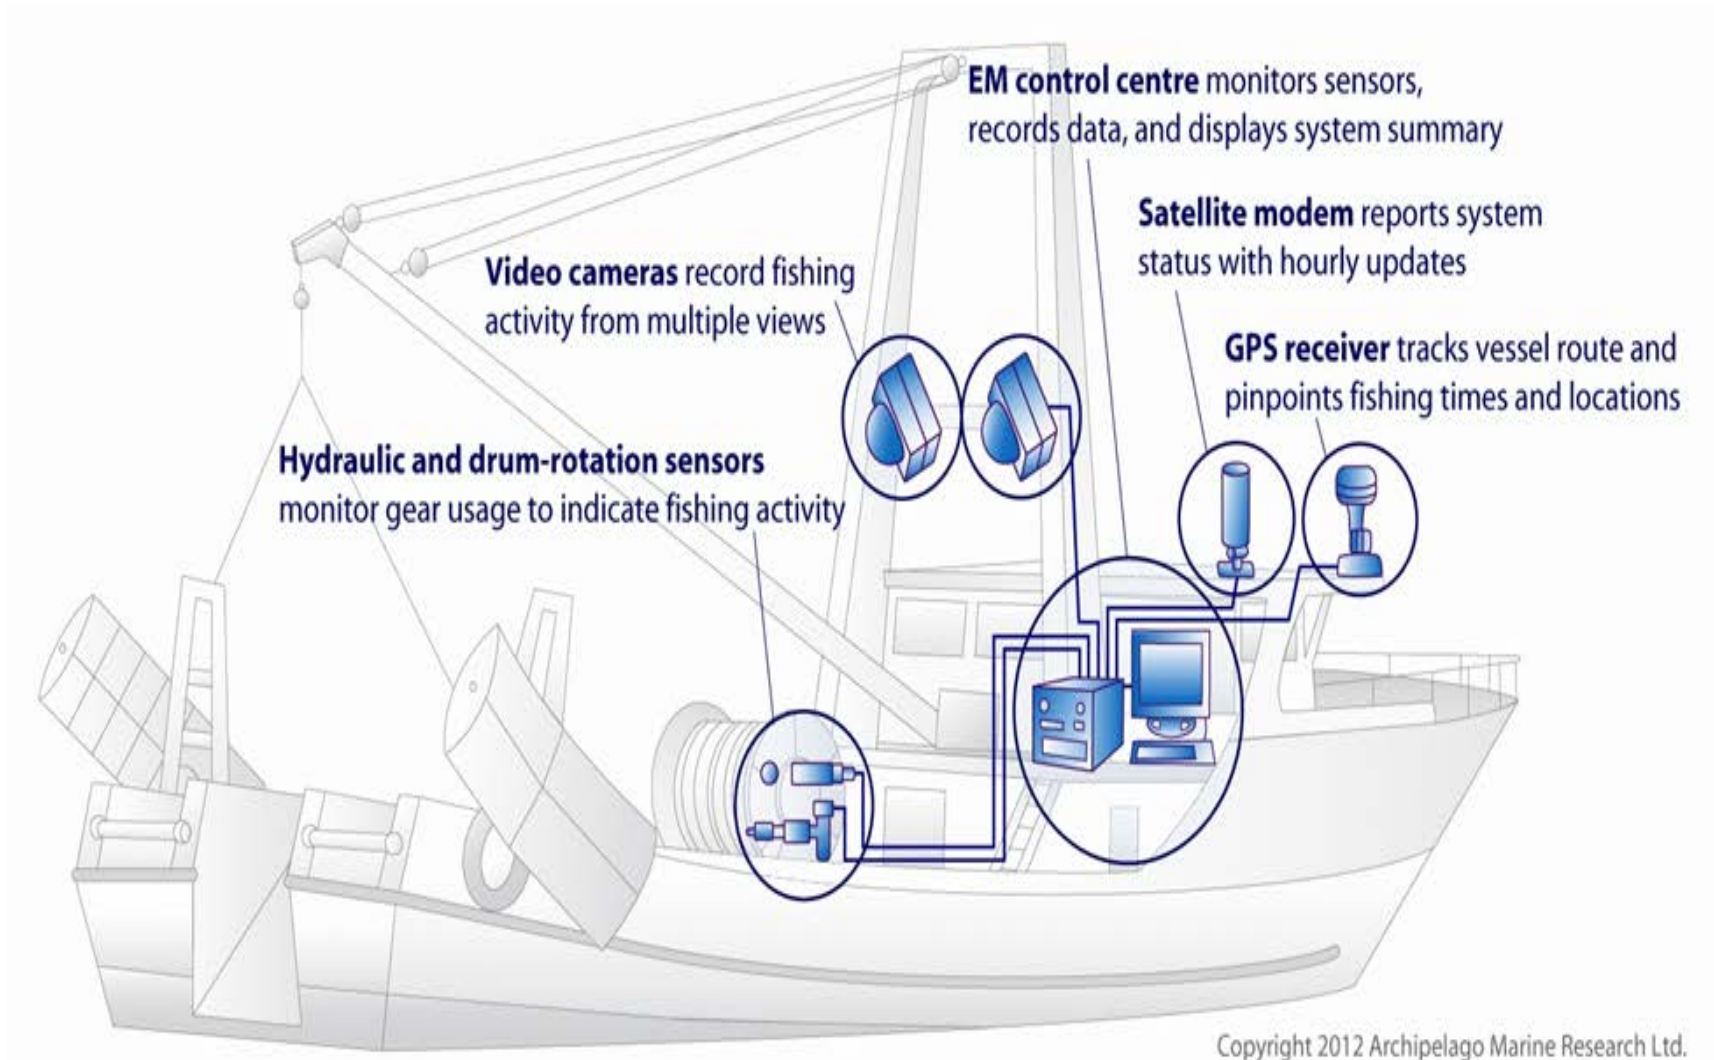 EM control centre monitors sensors,
records data, and displays system summary
Satellite modem reports system
status with hourly updates
Video cameras record fishing
activity from multiple views
GPS receiver tracks vessel route and
pinpoints fishing times and locations
Hydraulic and drum-rotation sensors
monitor gear usage to indicate fishing activity
Copyright 2012 Archipelago Marine Research Ltd.